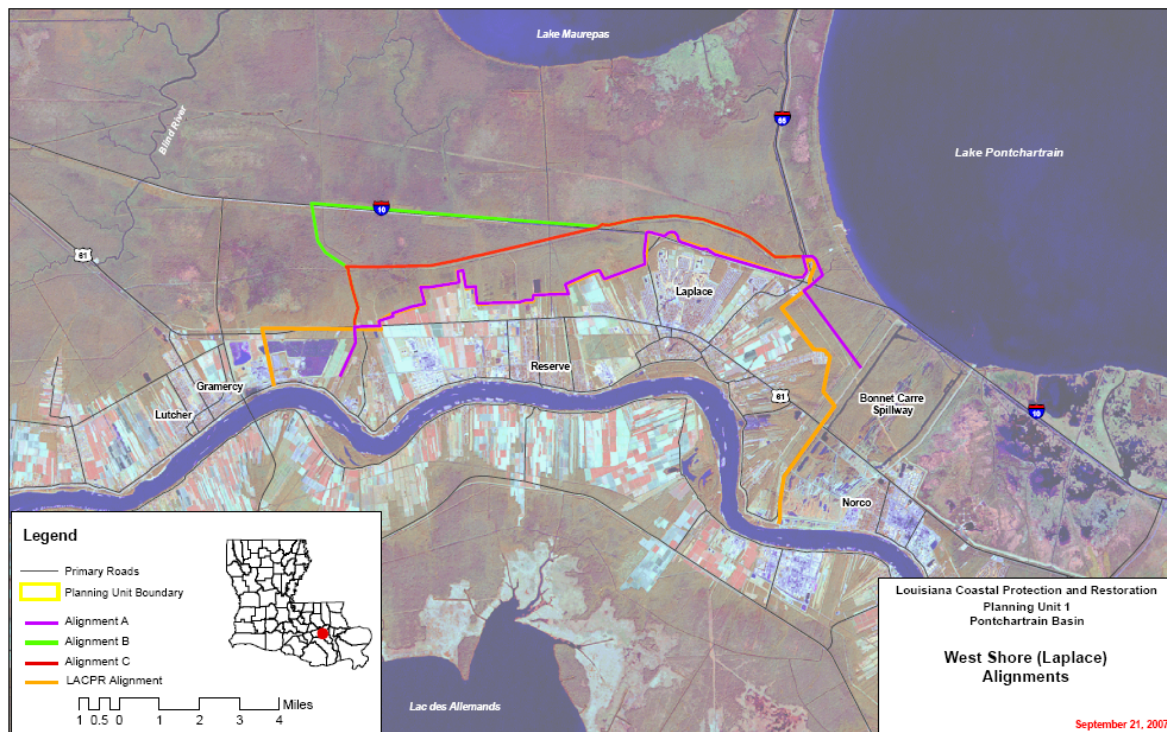 Lake Maurepas
Blind River
55
Lake Pontchartrain
10
61
Laplace
Reserve
Gramercy
Lutcher
61
Bonnet Carre
Spillway
10
Norco
Lac des Allemands
Legend
Primary Roads
Planning Unit Boundary
Alignment A
Alignment B
Alignment C
LACPR Alignment
Miles
1 0.5 0 1 2 3 4
Louisiana Coastal Protection and Restoration
Planning Unit 1
Pontchartrain Basin
West Shore (Laplace)
Alignments
September 21, 2007